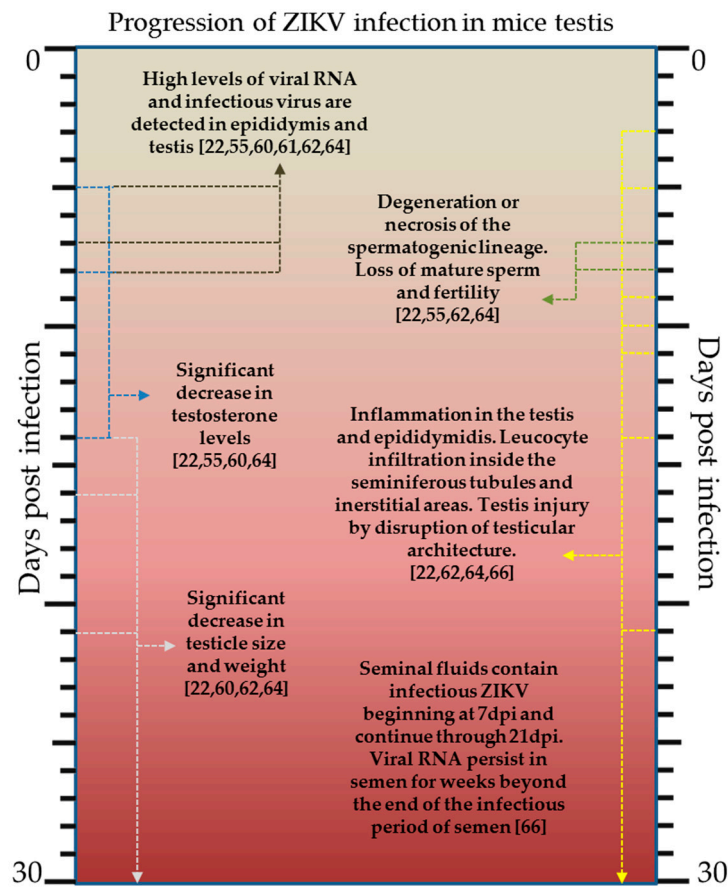 Progression of ZIKV infection in mice testis
0
0
High levels of viral RNA
and infectious virus are
detected in epididymis and
testis [22,55,60,61,62,64]
Degeneration or
necrosis of the
spermatogenic lineage.
Loss of mature sperm
and fertility
[22,55,62,64]
Significant
decrease in
testosterone
levels
[22,55,60,64]
Inflammation in the testis
and epididymidis. Leucocyte
infiltration inside the
seminiferous tubules and
inerstitial areas. Testis injury
by disruption of testicular
architecture.
[22,62,64,66]
Significant
decrease in
testicle size
and weight
[22,60,62,64]
Seminal fluids contain
infectious ZIKV
beginning at 7dpi and
continue through 21dpi.
Viral RNA persist in
semen for weeks beyond
the end of the infectious
period of semen [66]
Days post infection
Days post infection
30
30